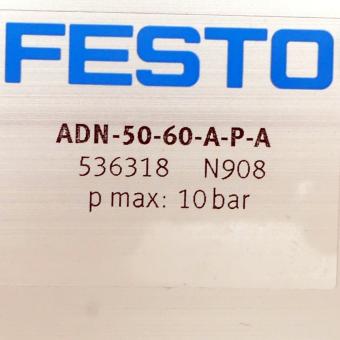 FESTO
ADN-50-60-A-P-A
536318 N908
p max: 10 bar